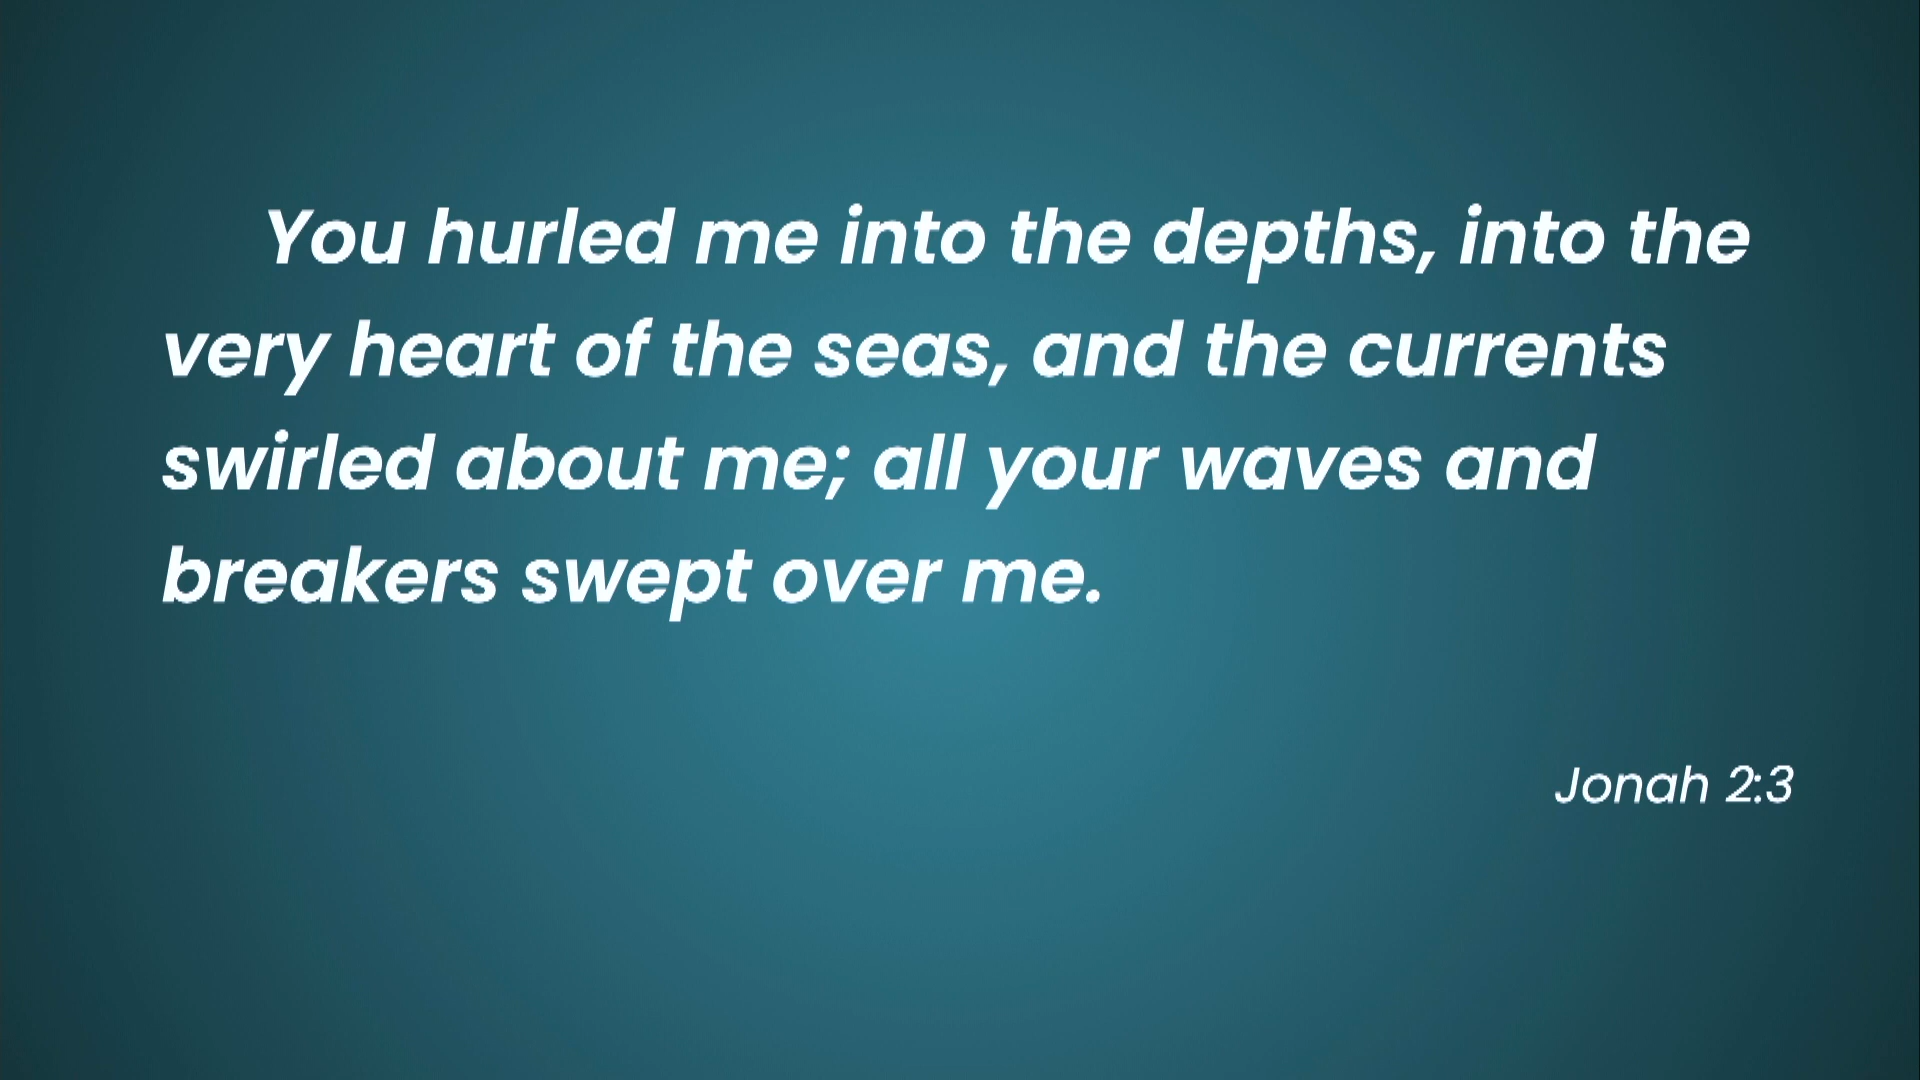 You hurled me into the depths, into the
very heart of the seas, and the currents
swirled about me; all your waves and
breakers swept over me.
Jonah 2:3